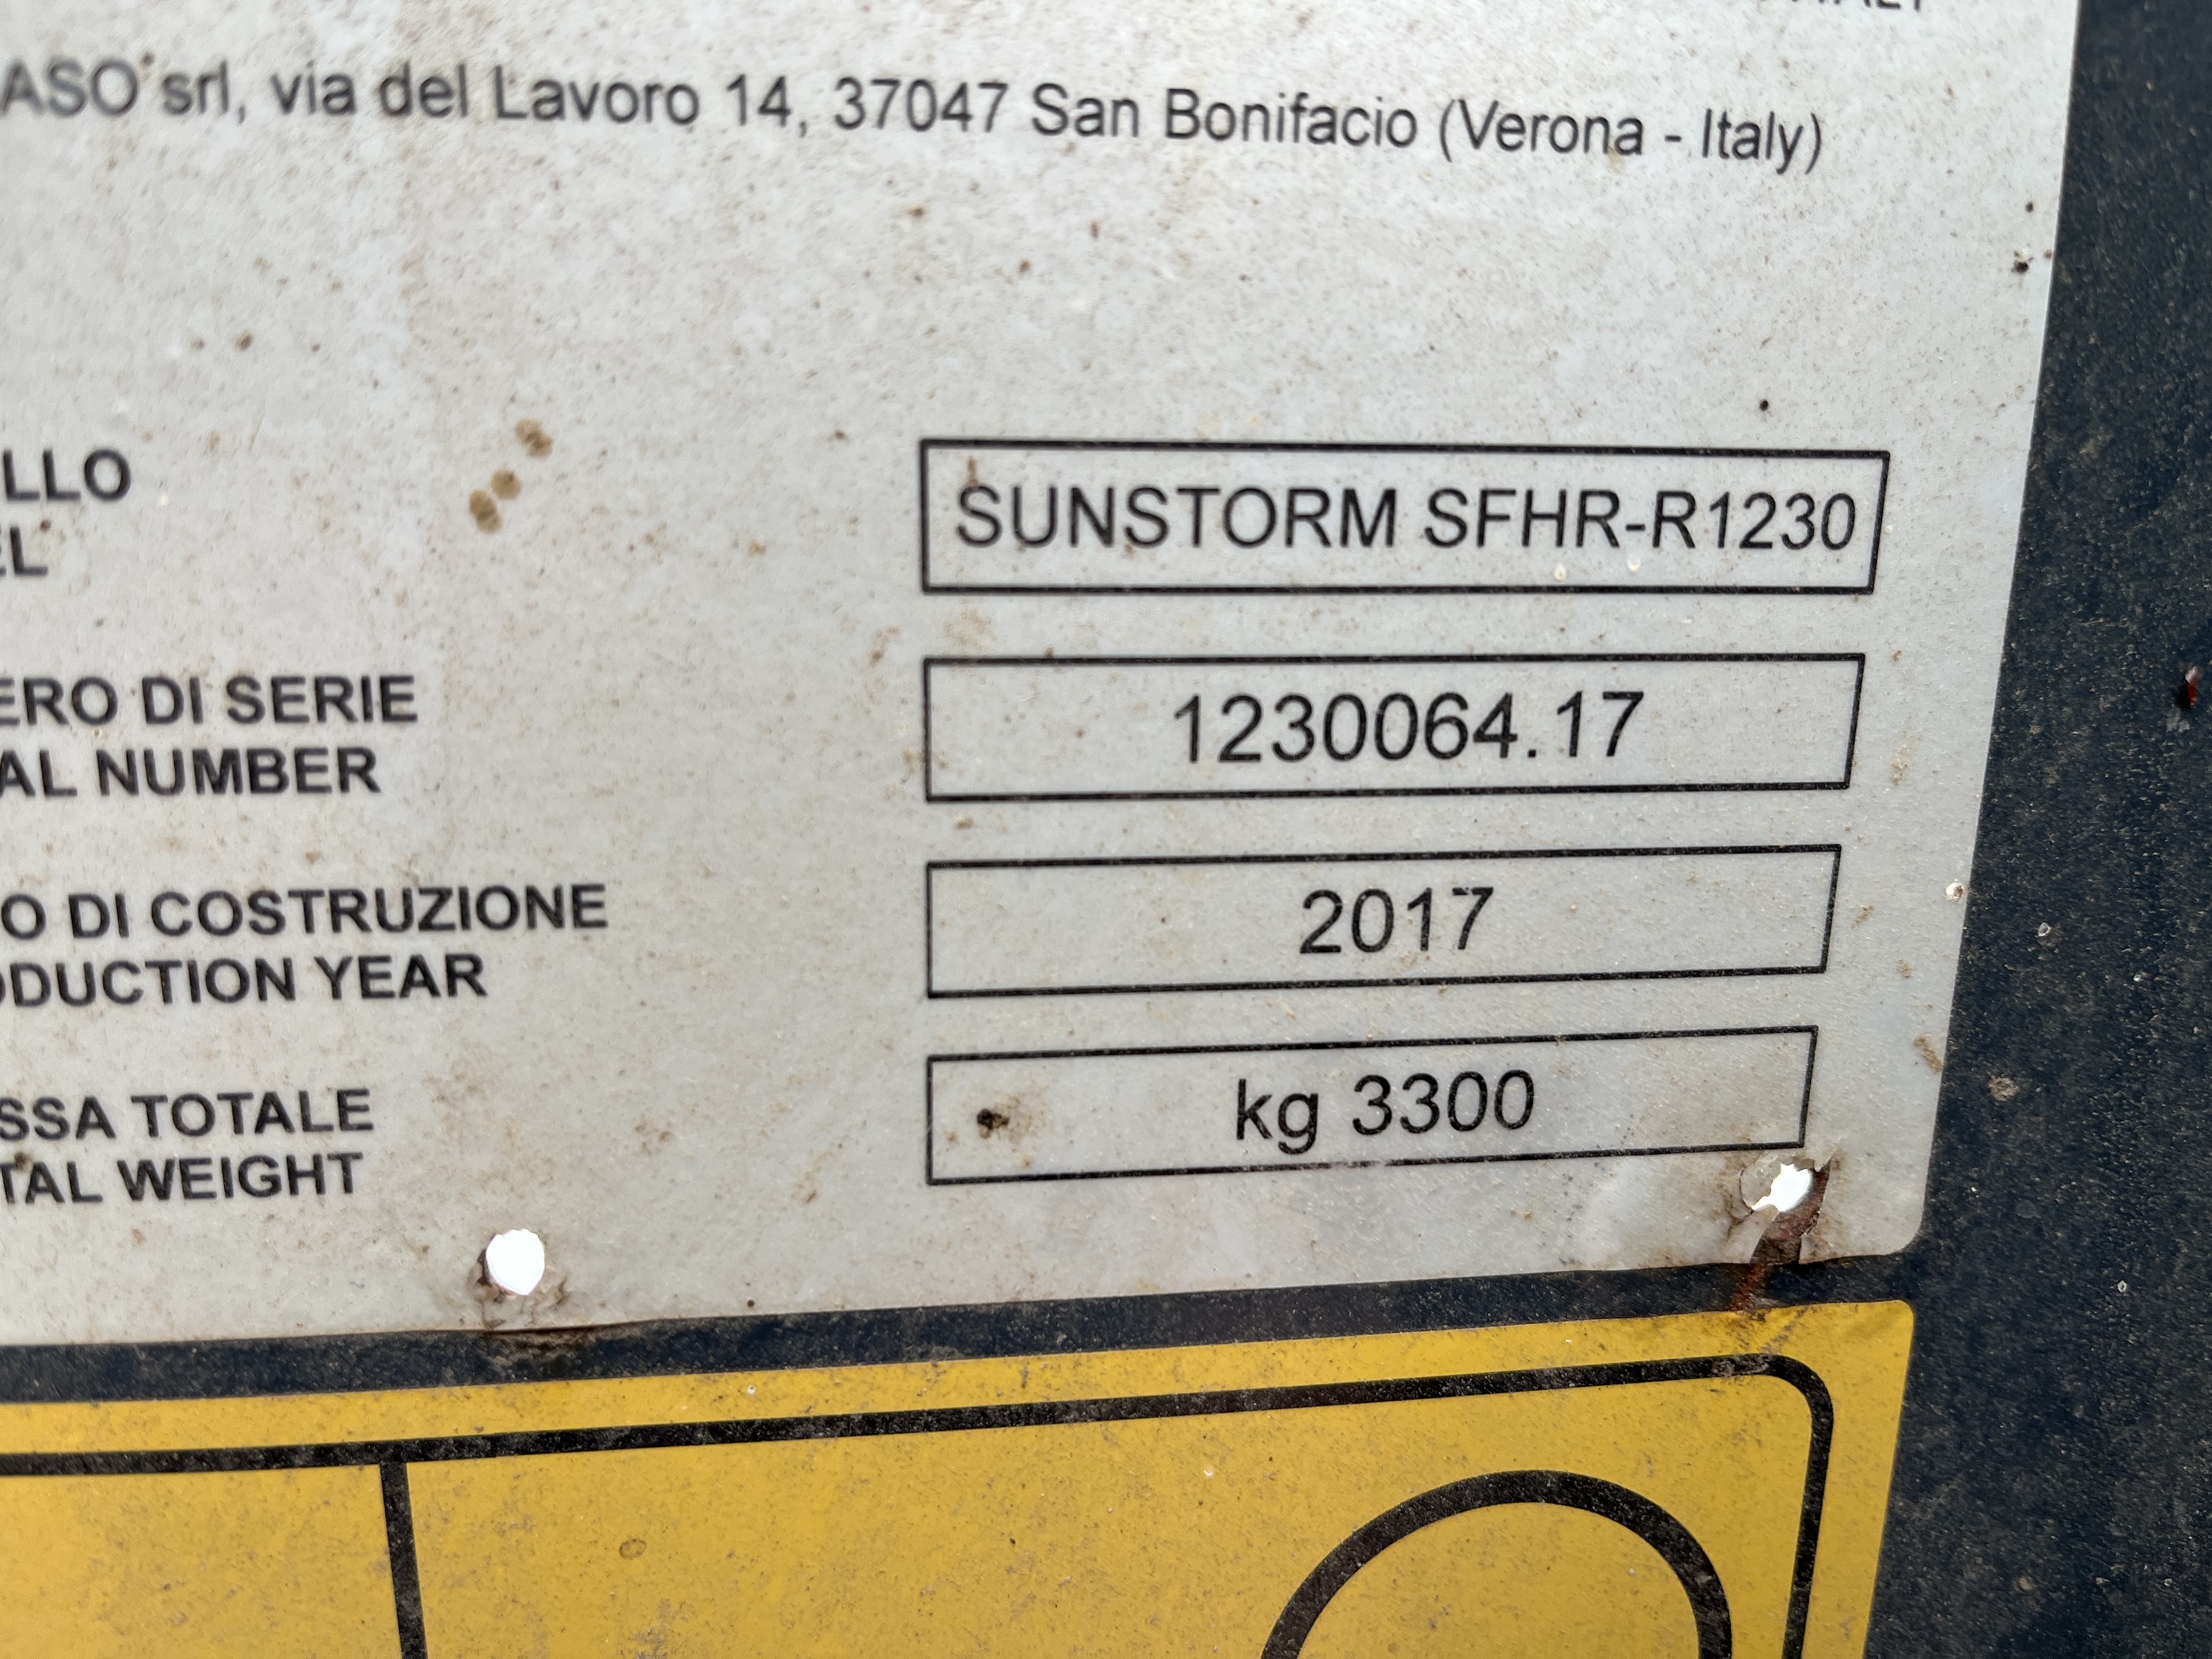 ASO srl, via del Lavoro 14, 37047 San Bonifacio (Verona - Italy)
LLO
EL
SUNSTORM SFHR-R1230
ERO DI SERIE
AL NUMBER
1230064.17
O DI COSTRUZIONE
ODUCTION YEAR
2017
SSA TOTALE
TAL WEIGHT
kg 3300